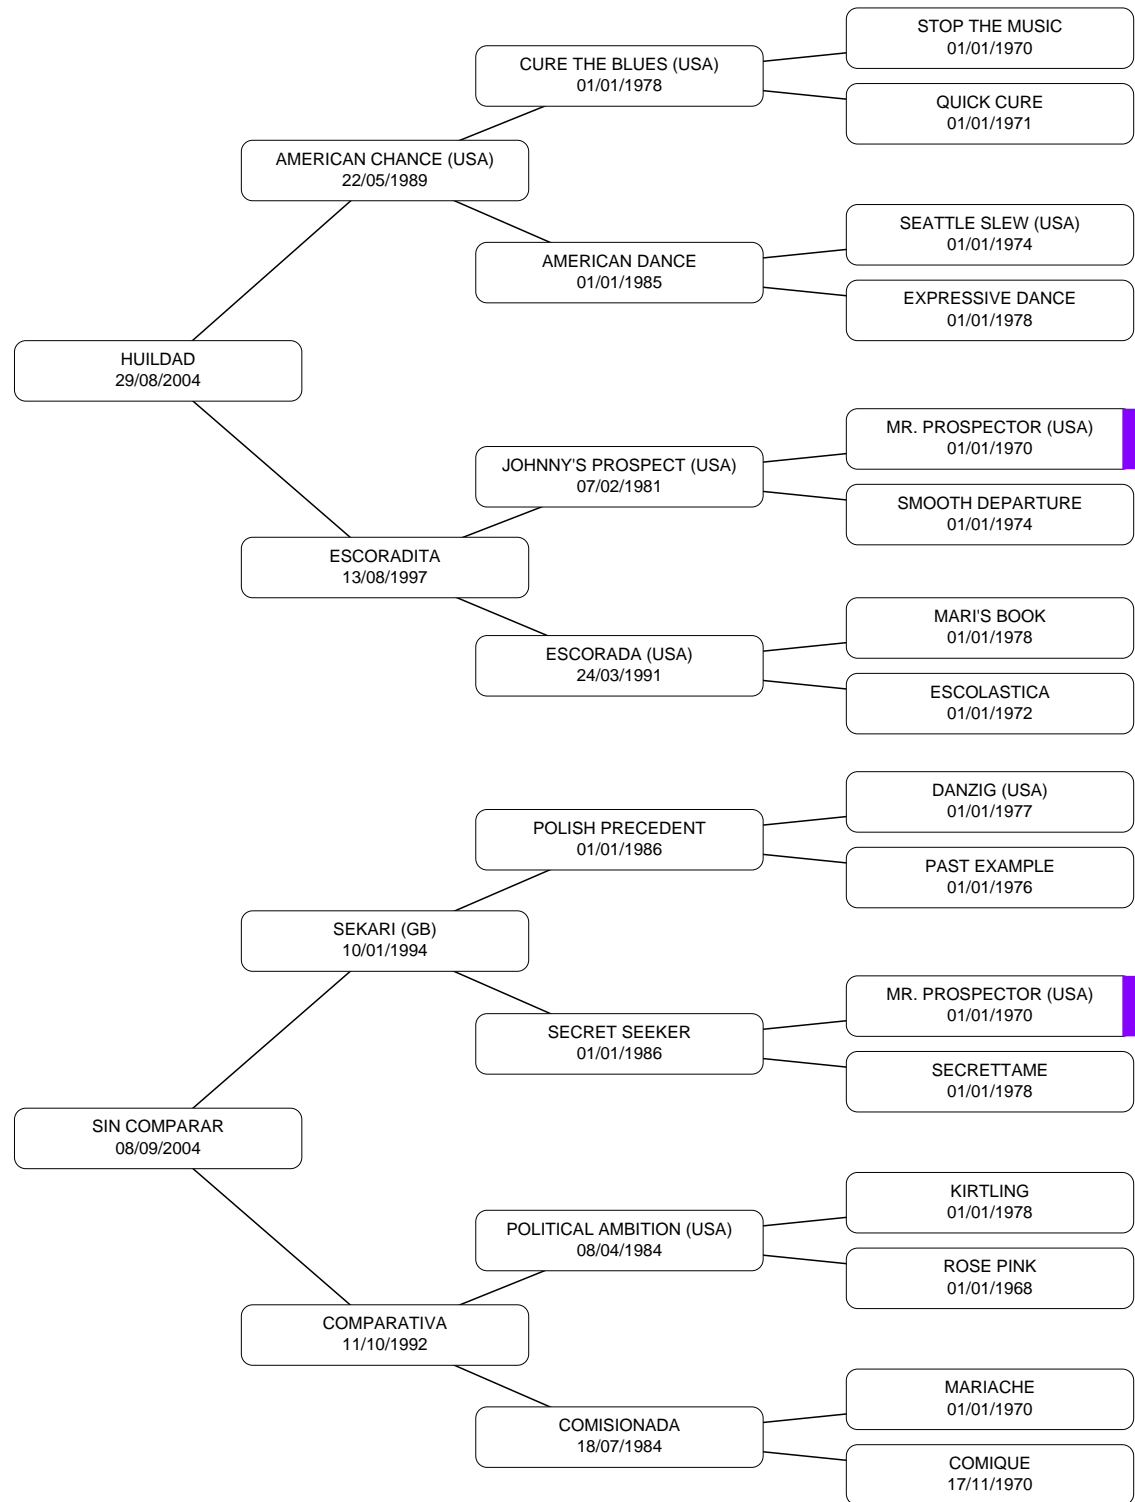 STOP THE MUSIC
01/01/1970
CURE THE BLUES (USA)
01/01/1978
QUICK CURE
01/01/1971
AMERICAN CHANCE (USA)
22/05/1989
SEATTLE SLEW (USA)
01/01/1974
AMERICAN DANCE
01/01/1985
EXPRESSIVE DANCE
01/01/1978
HUILDAD
29/08/2004
MR. PROSPECTOR (USA)
01/01/1970
JOHNNY'S PROSPECT (USA)
07/02/1981
SMOOTH DEPARTURE
01/01/1974
ESCORADITA
13/08/1997
MARI'S BOOK
01/01/1978
ESCORADA (USA)
24/03/1991
ESCOLASTICA
01/01/1972
DANZIG (USA)
01/01/1977
POLISH PRECEDENT
01/01/1986
PAST EXAMPLE
01/01/1976
SEKARI (GB)
10/01/1994
MR. PROSPECTOR (USA)
01/01/1970
SECRET SEEKER
01/01/1986
SECRETTAME
01/01/1978
SIN COMPARAR
08/09/2004
KIRTLING
01/01/1978
POLITICAL AMBITION (USA)
08/04/1984
ROSE PINK
01/01/1968
COMPARATIVA
11/10/1992
MARIACHE
01/01/1970
COMISIONADA
18/07/1984
COMIQUE
17/11/1970